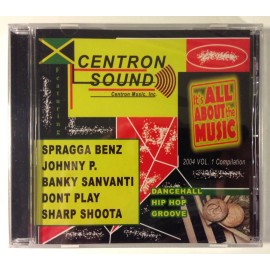 Featuring
CENTRON
SOUND
Centron Music, Inc.
It's
ALL
ABOUT the
MUSIC
2004 VOL. 1 Compilation
SPRAGGA BENZ
JOHNNY P.
BANKY SANVANTI
DONT PLAY
SHARP SHOOTA
DANCEHALL
HIP HOP
GROOVE